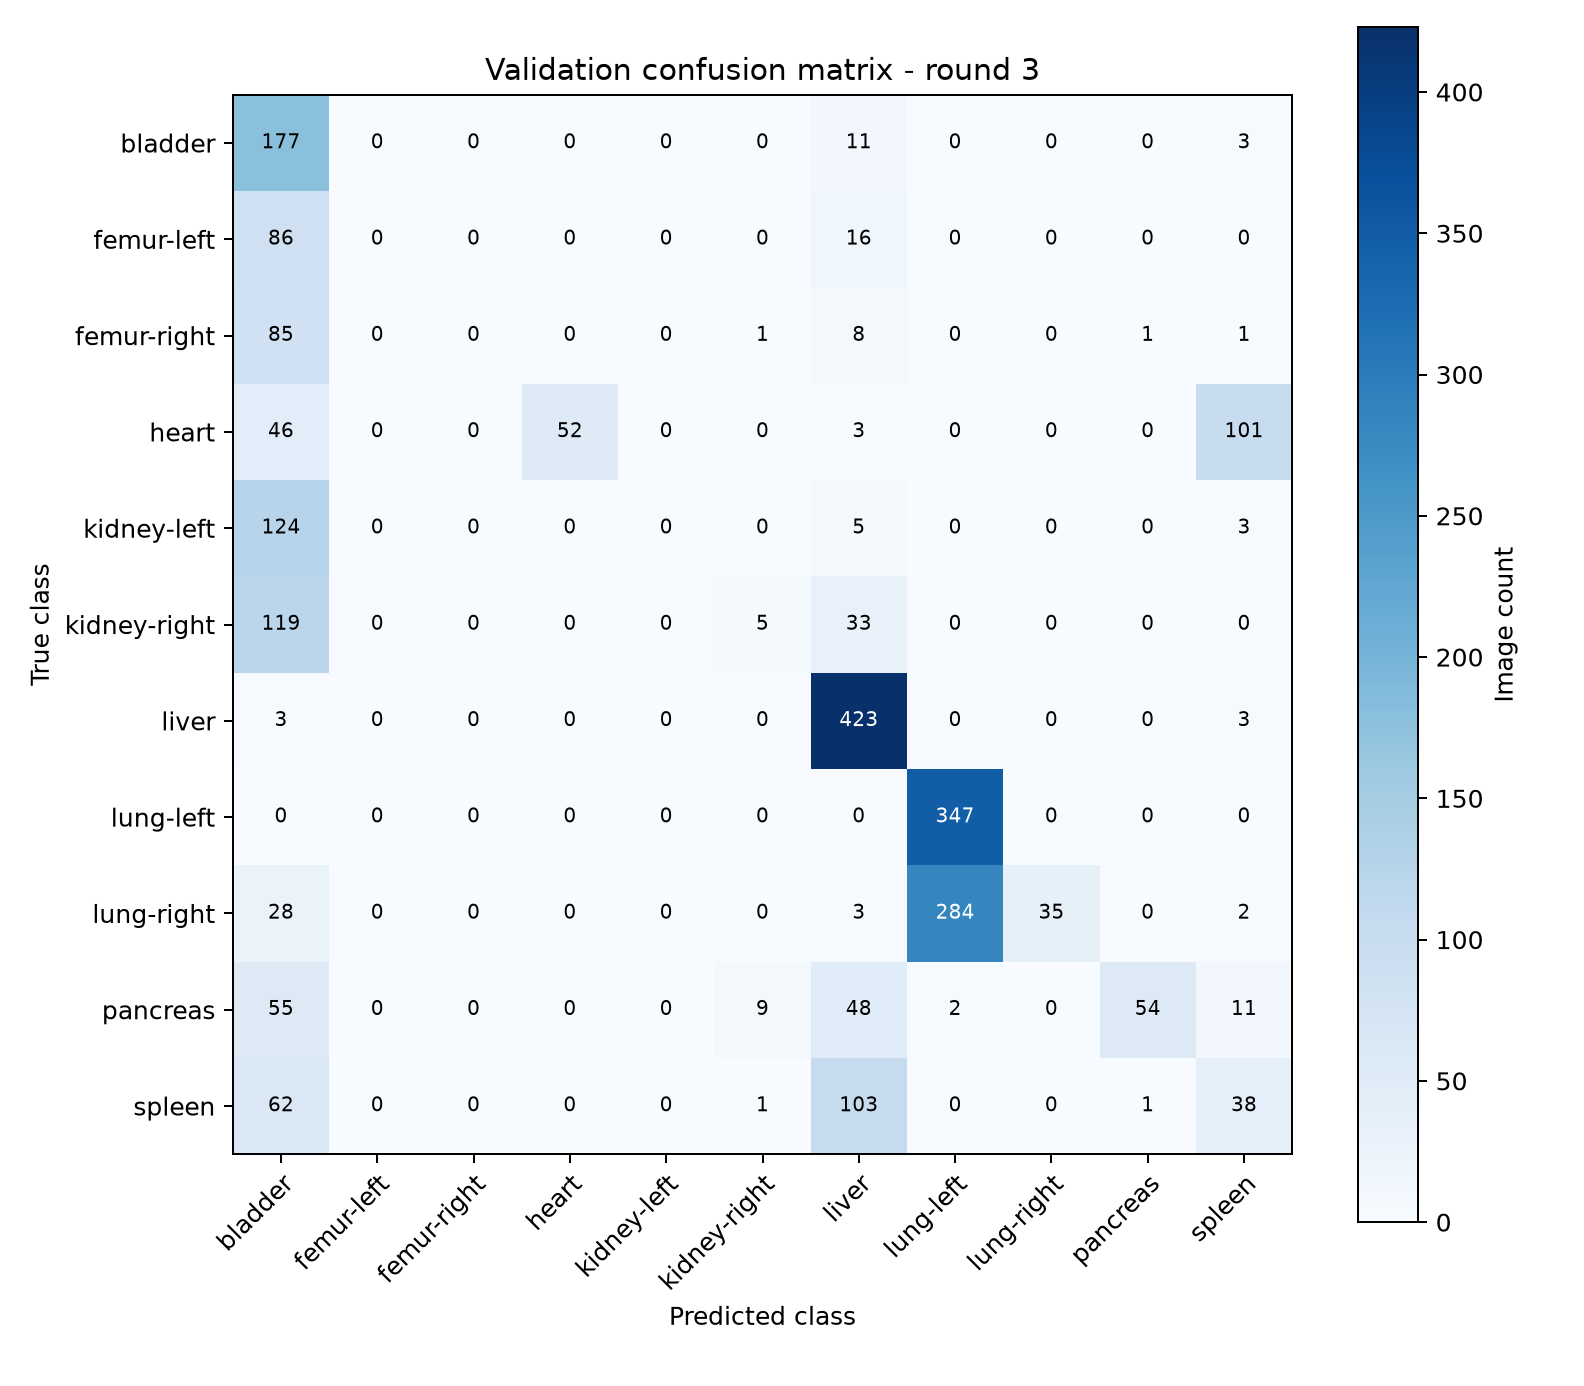 Validation confusion matrix - round 3
bladder 177 0 0 0 0 0 11 0 0 0 3
femur-left 86 0 0 0 0 0 16 0 0 0 0
femur-right 85 0 0 0 0 1 8 0 0 1 1
heart 46 0 0 52 0 0 3 0 0 0 101
kidney-left 124 0 0 0 0 0 5 0 0 0 3
kidney-right 119 0 0 0 0 5 33 0 0 0 0
liver 3 0 0 0 0 0 423 0 0 0 3
lung-left 0 0 0 0 0 0 0 347 0 0 0
lung-right 28 0 0 0 0 0 3 284 35 0 2
pancreas 55 0 0 0 0 9 48 2 0 54 11
spleen 62 0 0 0 0 1 103 0 0 1 38
True class
bladder femur-left femur-right heart kidney-left kidney-right liver lung-left lung-right pancreas spleen
Predicted class
400
350
300
250
200
150
100
50
0
Image count